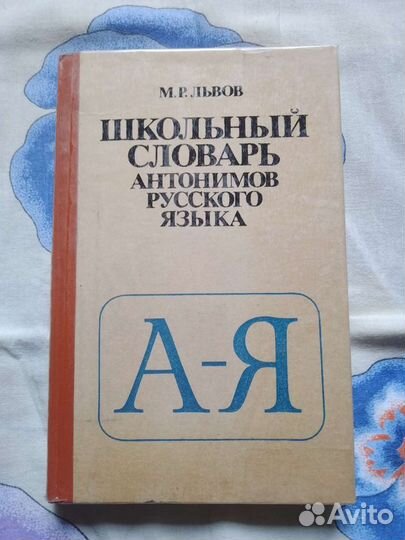 М.Р.ЛЬВОВ
ШКОЛЬНЫЙ
СЛОВАРЬ
АНТОНИМОВ
РУССКОГО
ЯЗЫКА
А-Я
Avito